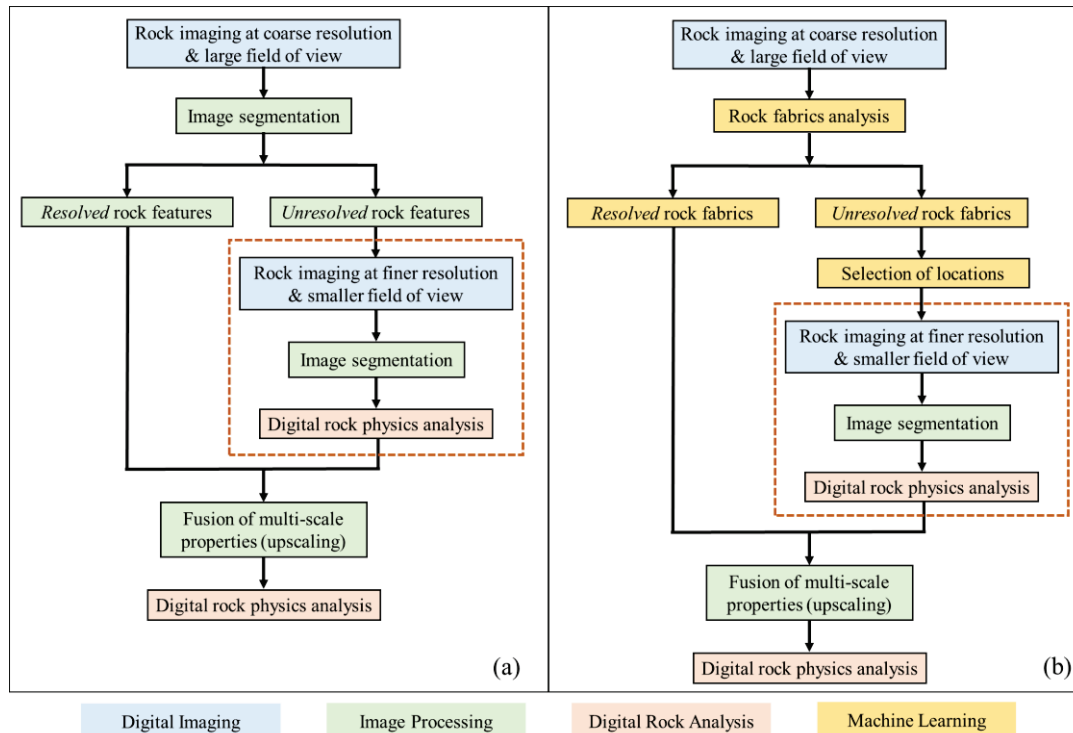 Rock imaging at coarse resolution
& large field of view
Image segmentation
Resolved rock features
Unresolved rock features
Rock imaging at finer resolution
& smaller field of view
Image segmentation
Digital rock physics analysis
Fusion of multi-scale
properties (upscaling)
Digital rock physics analysis
(a)
Rock imaging at coarse resolution
& large field of view
Rock fabrics analysis
Resolved rock fabrics
Unresolved rock fabrics
Selection of locations
Rock imaging at finer resolution
& smaller field of view
Image segmentation
Digital rock physics analysis
Fusion of multi-scale
properties (upscaling)
Digital rock physics analysis
(b)
Digital Imaging
Image Processing
Digital Rock Analysis
Machine Learning